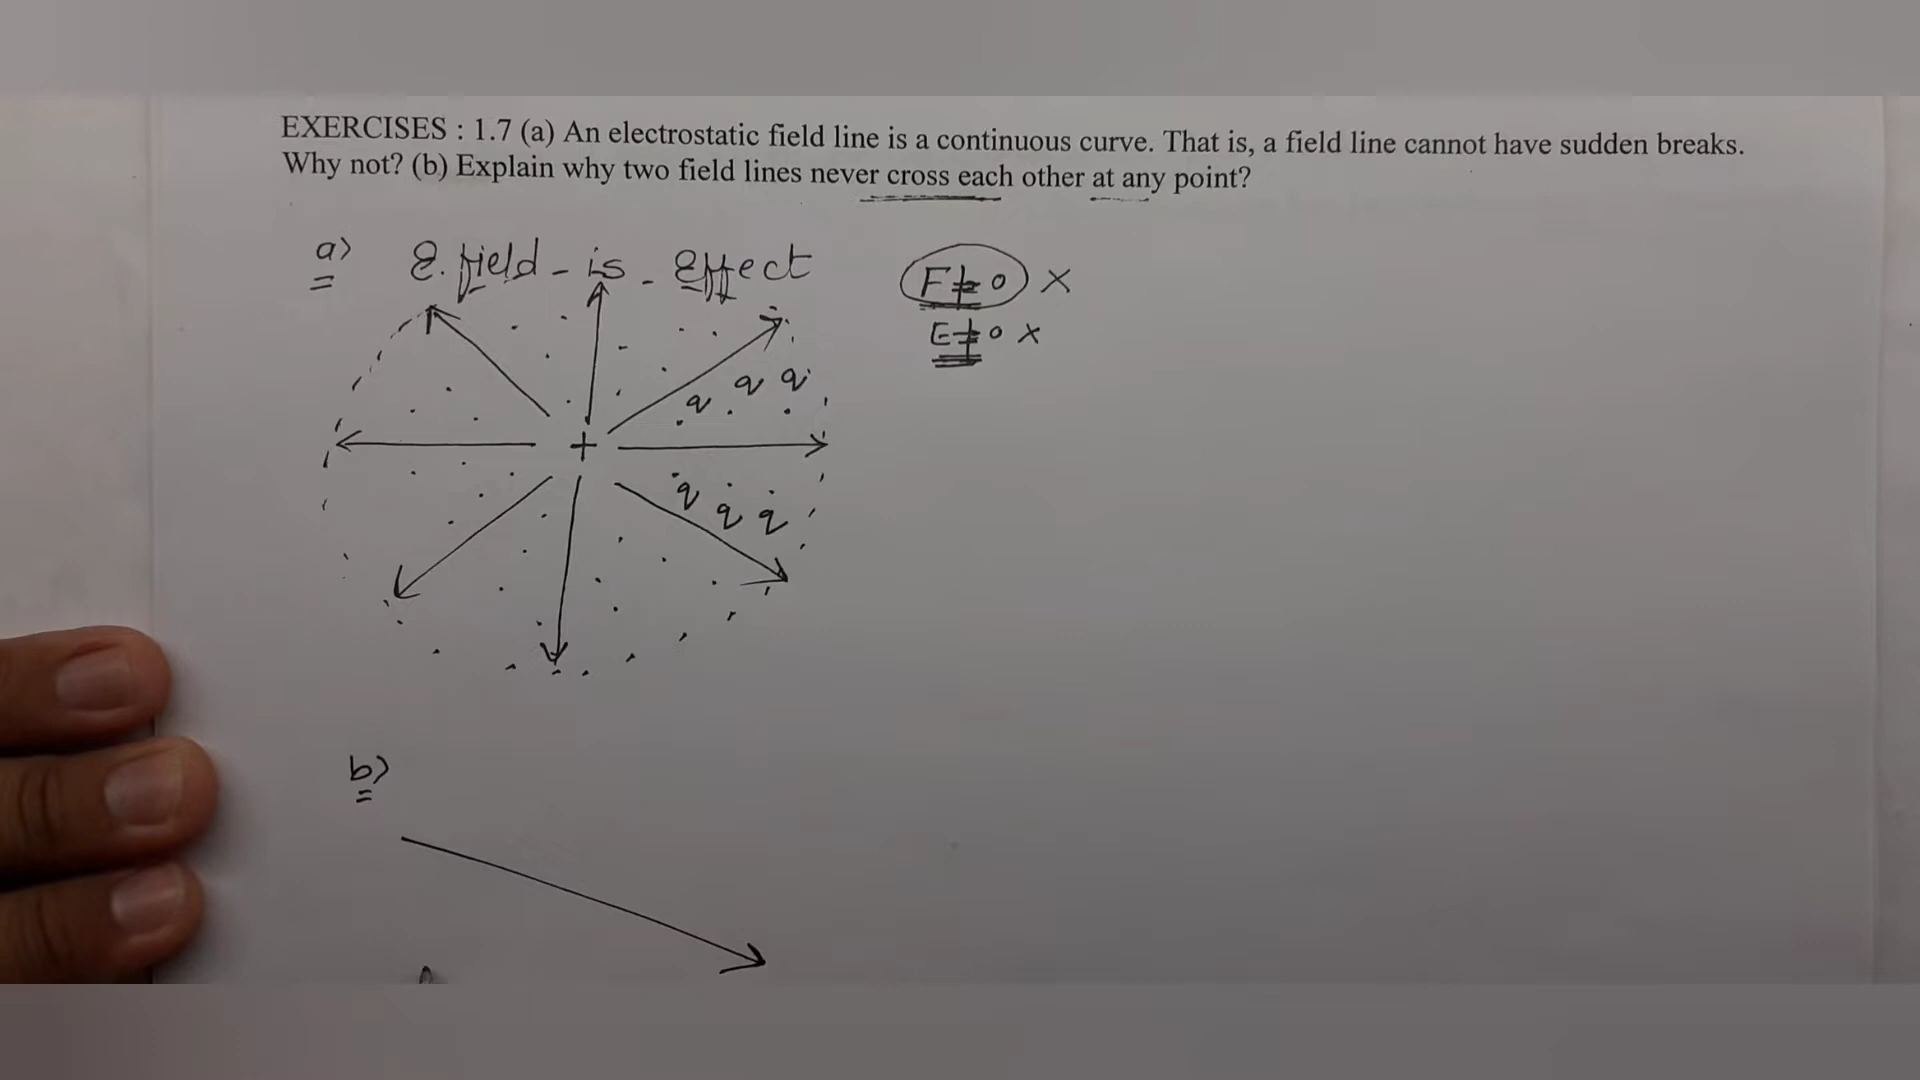 EXERCISES : 1.7 (a) An electrostatic field line is a continuous curve. That is, a field line cannot have sudden breaks.
Why not? (b) Explain why two field lines never cross each other at any point?
a) E. field - is - Effect
F ≠ 0 ×
E ≠ 0 ×
q q q
+
q q q
b)